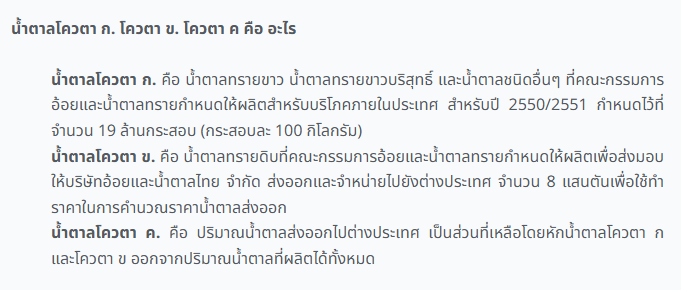 น้ำตาลโควตา ก. โควตา ข. โควตา ค คือ อะไร
น้ำตาลโควตา ก. คือ น้ำตาลทรายขาว น้ำตาลทรายขาวบริสุทธิ์ และน้ำตาลชนิดอื่นๆ ที่คณะกรรมการ
อ้อยและน้ำตาลทรายกำหนดให้ผลิตสำหรับบริโภคภายในประเทศ สำหรับปี 2550/2551 กำหนดไว้ที่
จำนวน 19 ล้านกระสอบ (กระสอบละ 100 กิโลกรัม)
น้ำตาลโควตา ข. คือ น้ำตาลทรายดิบที่คณะกรรมการอ้อยและน้ำตาลทรายกำหนดให้ผลิตเพื่อส่งมอบ
ให้บริษัทอ้อยและน้ำตาลไทย จำกัด ส่งออกและจำหน่ายไปยังต่างประเทศ จำนวน 8 แสนตันเพื่อใช้ทำ
ราคาในการคำนวณราคาน้ำตาลส่งออก
น้ำตาลโควตา ค. คือ ปริมาณน้ำตาลส่งออกไปต่างประเทศ เป็นส่วนที่เหลือโดยหักน้ำตาลโควตา ก
และโควตา ข ออกจากปริมาณน้ำตาลที่ผลิตได้ทั้งหมด